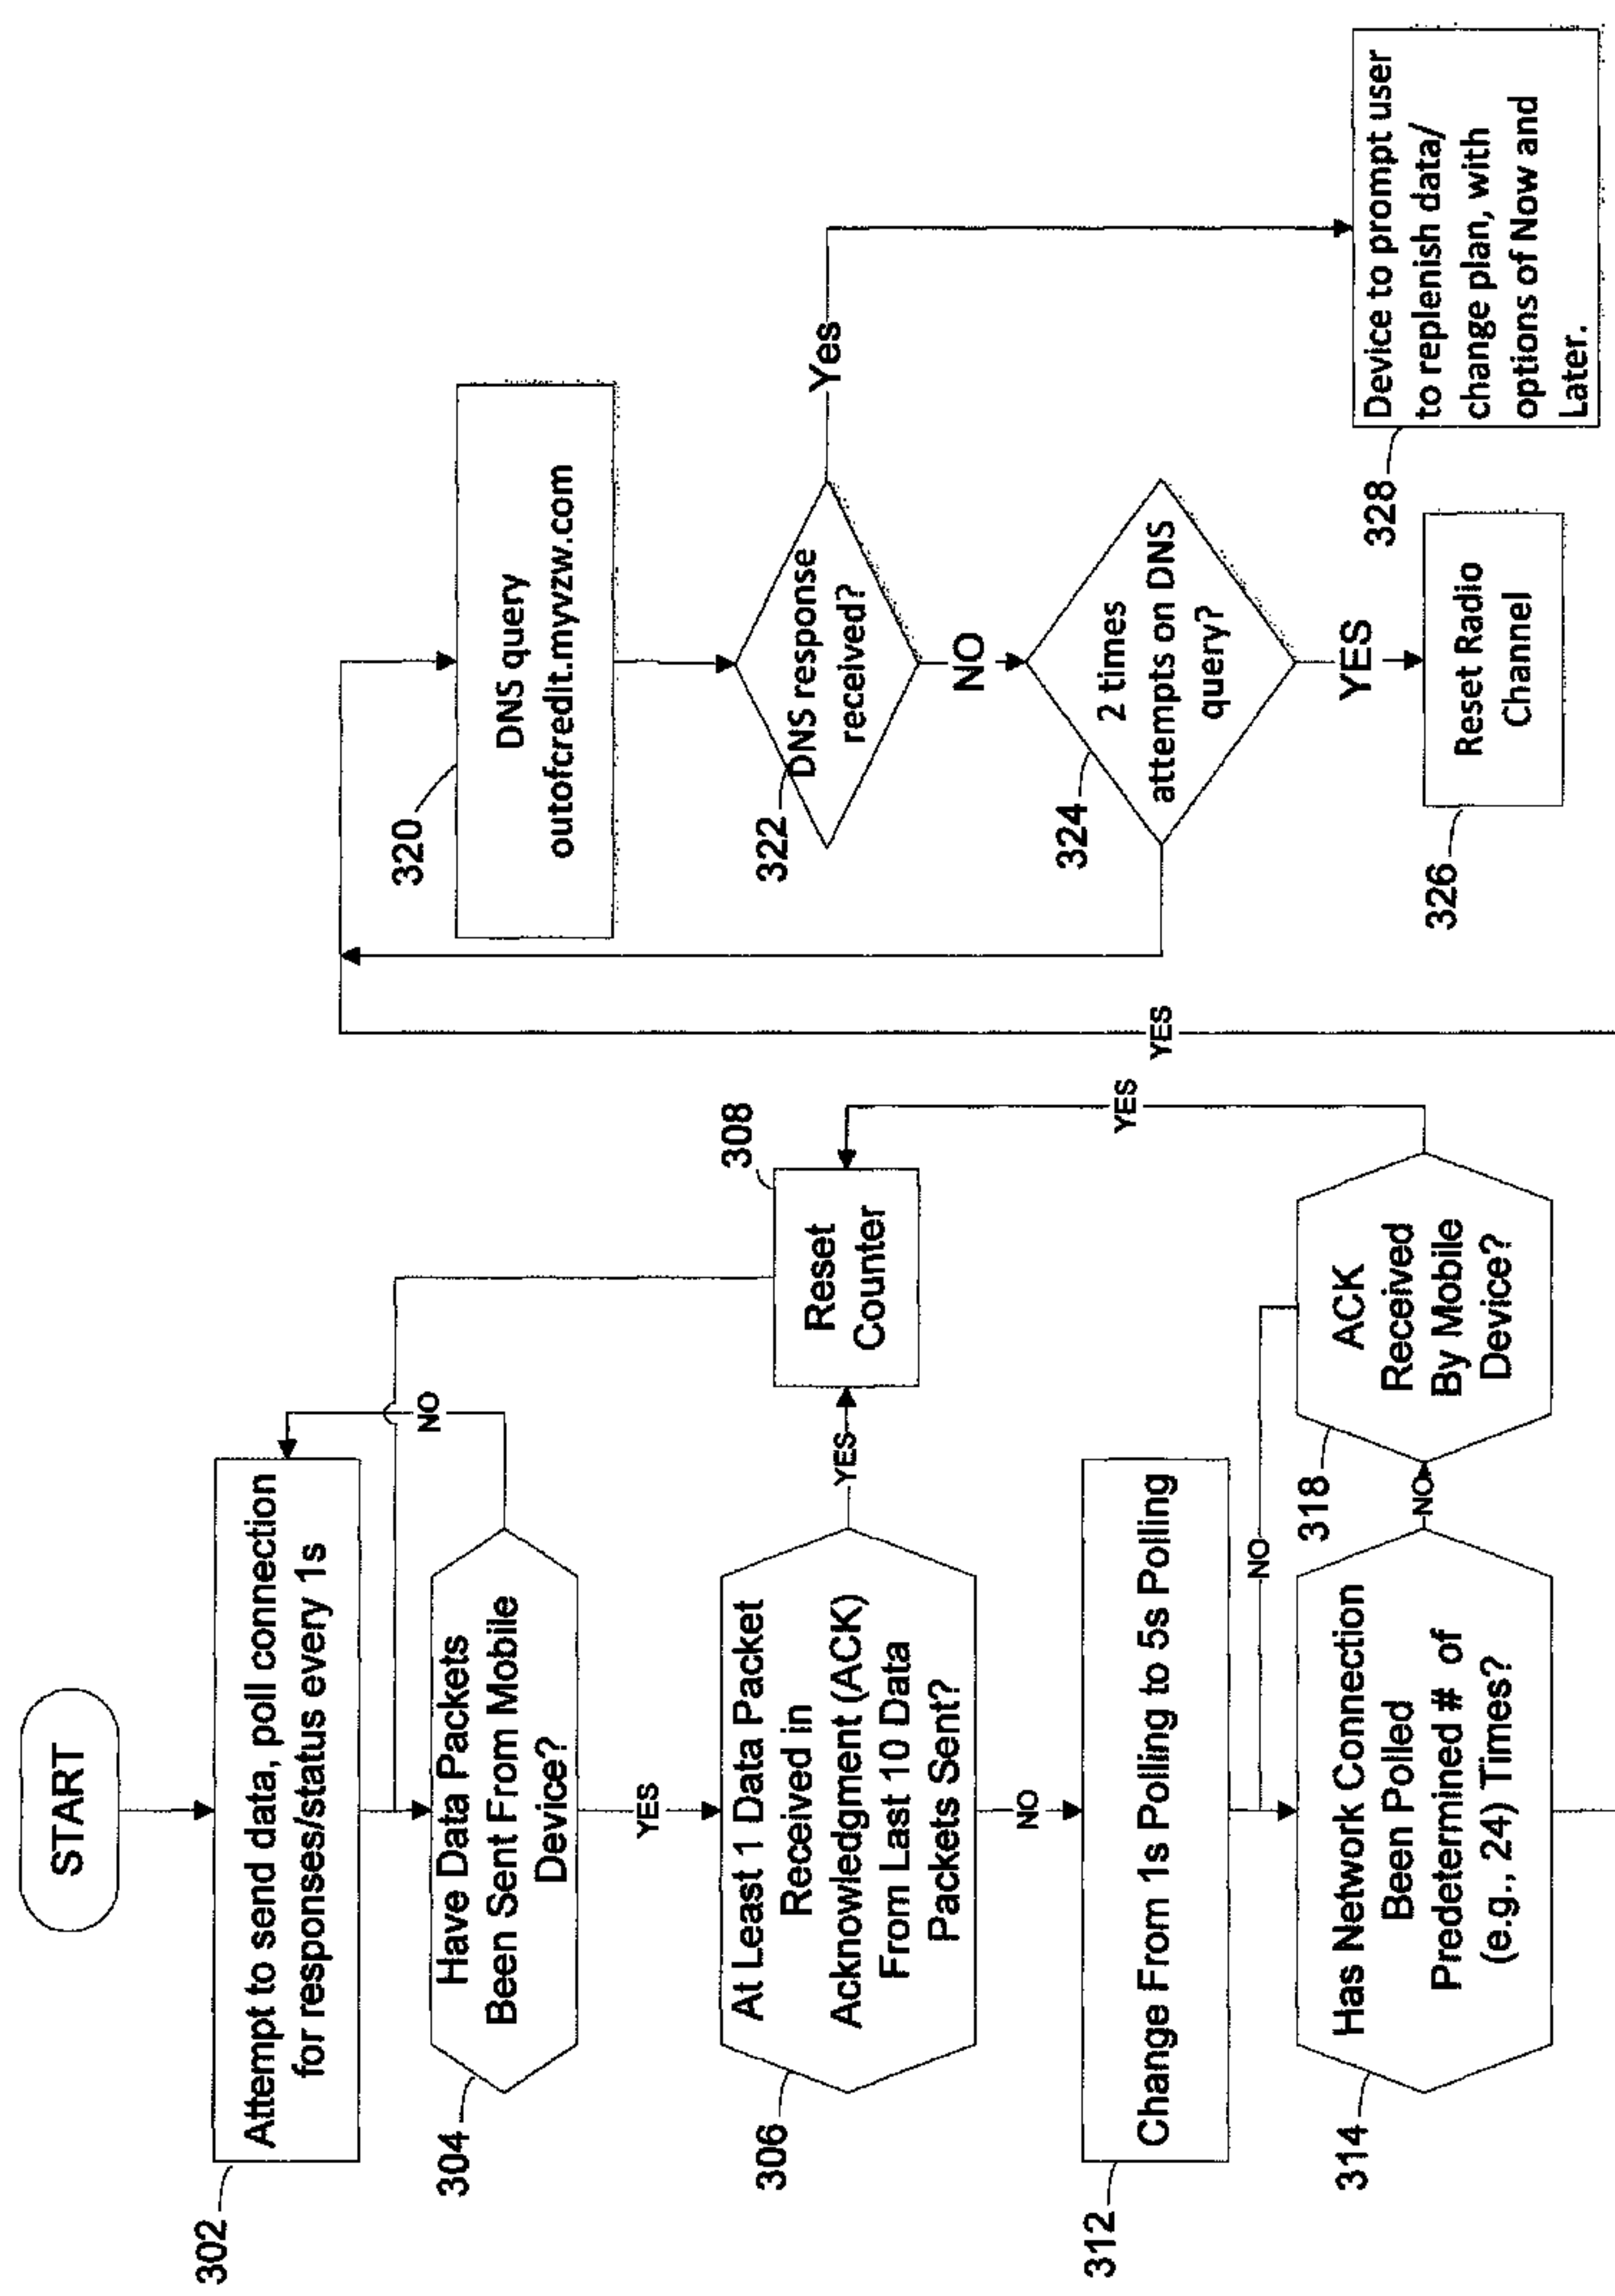 START
302
Attempt to send data, poll connection
for responses/status every 1s
304
Have Data Packets
Been Sent From Mobile
Device?
NO
YES
306
At Least 1 Data Packet
Received in
Acknowledgment (ACK)
From Last 10 Data
Packets Sent?
YES
308
Reset
Counter
NO
312
Change From 1s Polling to 5s Polling
314
Has Network Connection
Been Polled
Predetermined # of
(e.g., 24) Times?
NO
318
ACK
Received
By Mobile
Device?
NO
YES
YES
320
DNS query
outofcredit.myvzw.com
322
DNS response
received?
Yes
NO
324
2 times
attempts on DNS
query?
YES
326
Reset Radio
Channel
328
Device to prompt user
to replenish data/
change plan, with
options of Now and
Later.